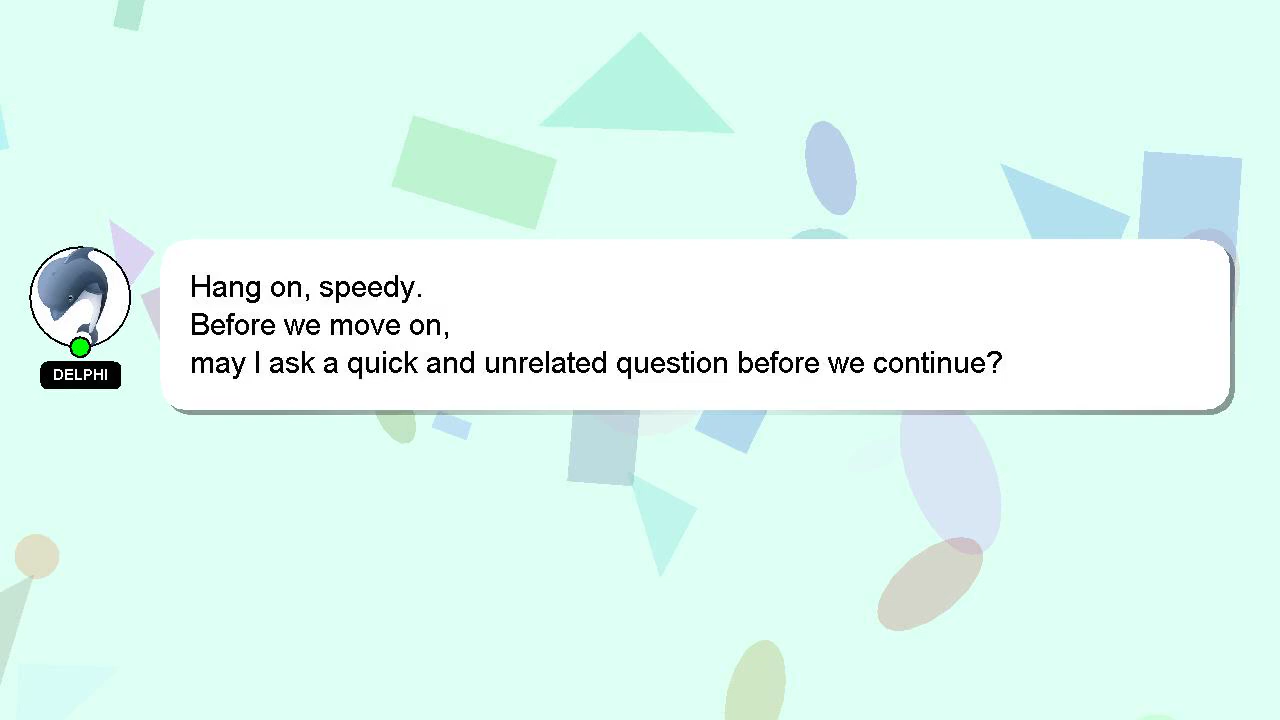 Hang on, speedy.
Before we move on,
may I ask a quick and unrelated question before we continue?
DELPHI